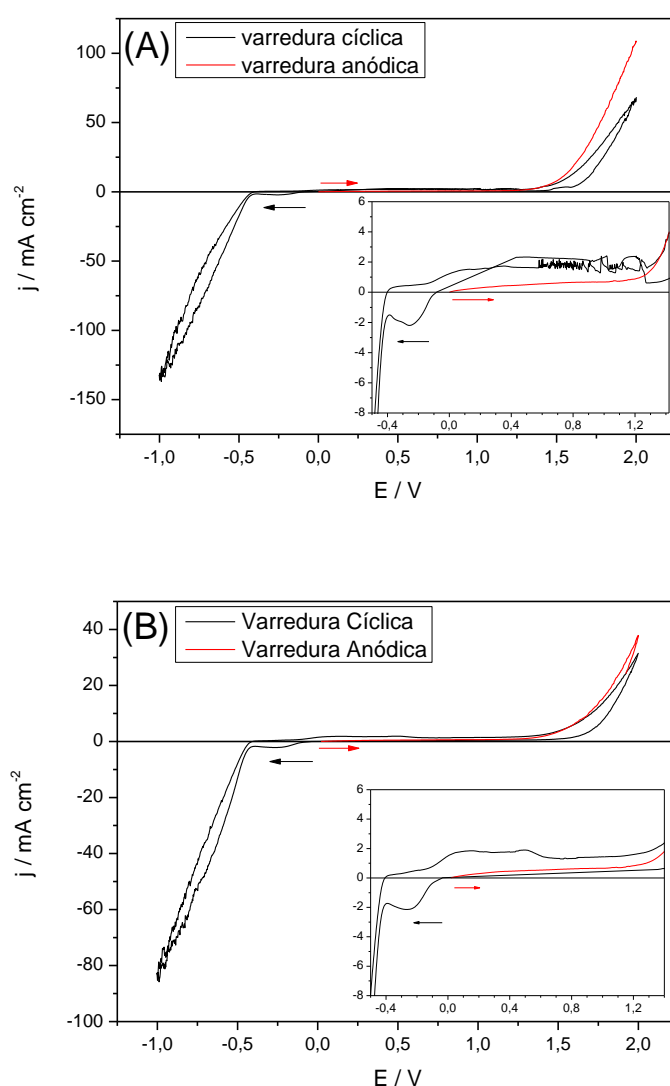 (A)
varredura cíclica
varredura anódica
100
50
0
-50
-100
-150
j / mA cm-2
6
4
2
0
-2
-4
-6
-8
-0,4 0,0 0,4 0,8 1,2
-1,0 -0,5 0,0 0,5 1,0 1,5 2,0
E / V
(B)
Varredura Cíclica
Varredura Anódica
40
20
0
-20
-40
-60
-80
-100
j / mA cm-2
6
4
2
0
-2
-4
-6
-8
-0,4 0,0 0,4 0,8 1,2
-1,0 -0,5 0,0 0,5 1,0 1,5 2,0
E / V